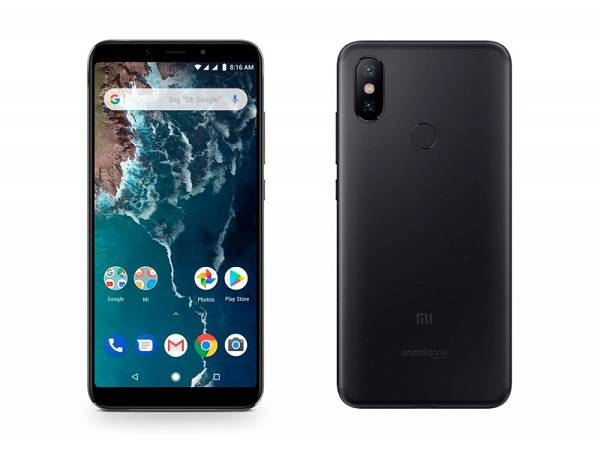 8:16 AM
Say "Ok Google"
Google
Mi
Photos
Play Store
MI
androidone